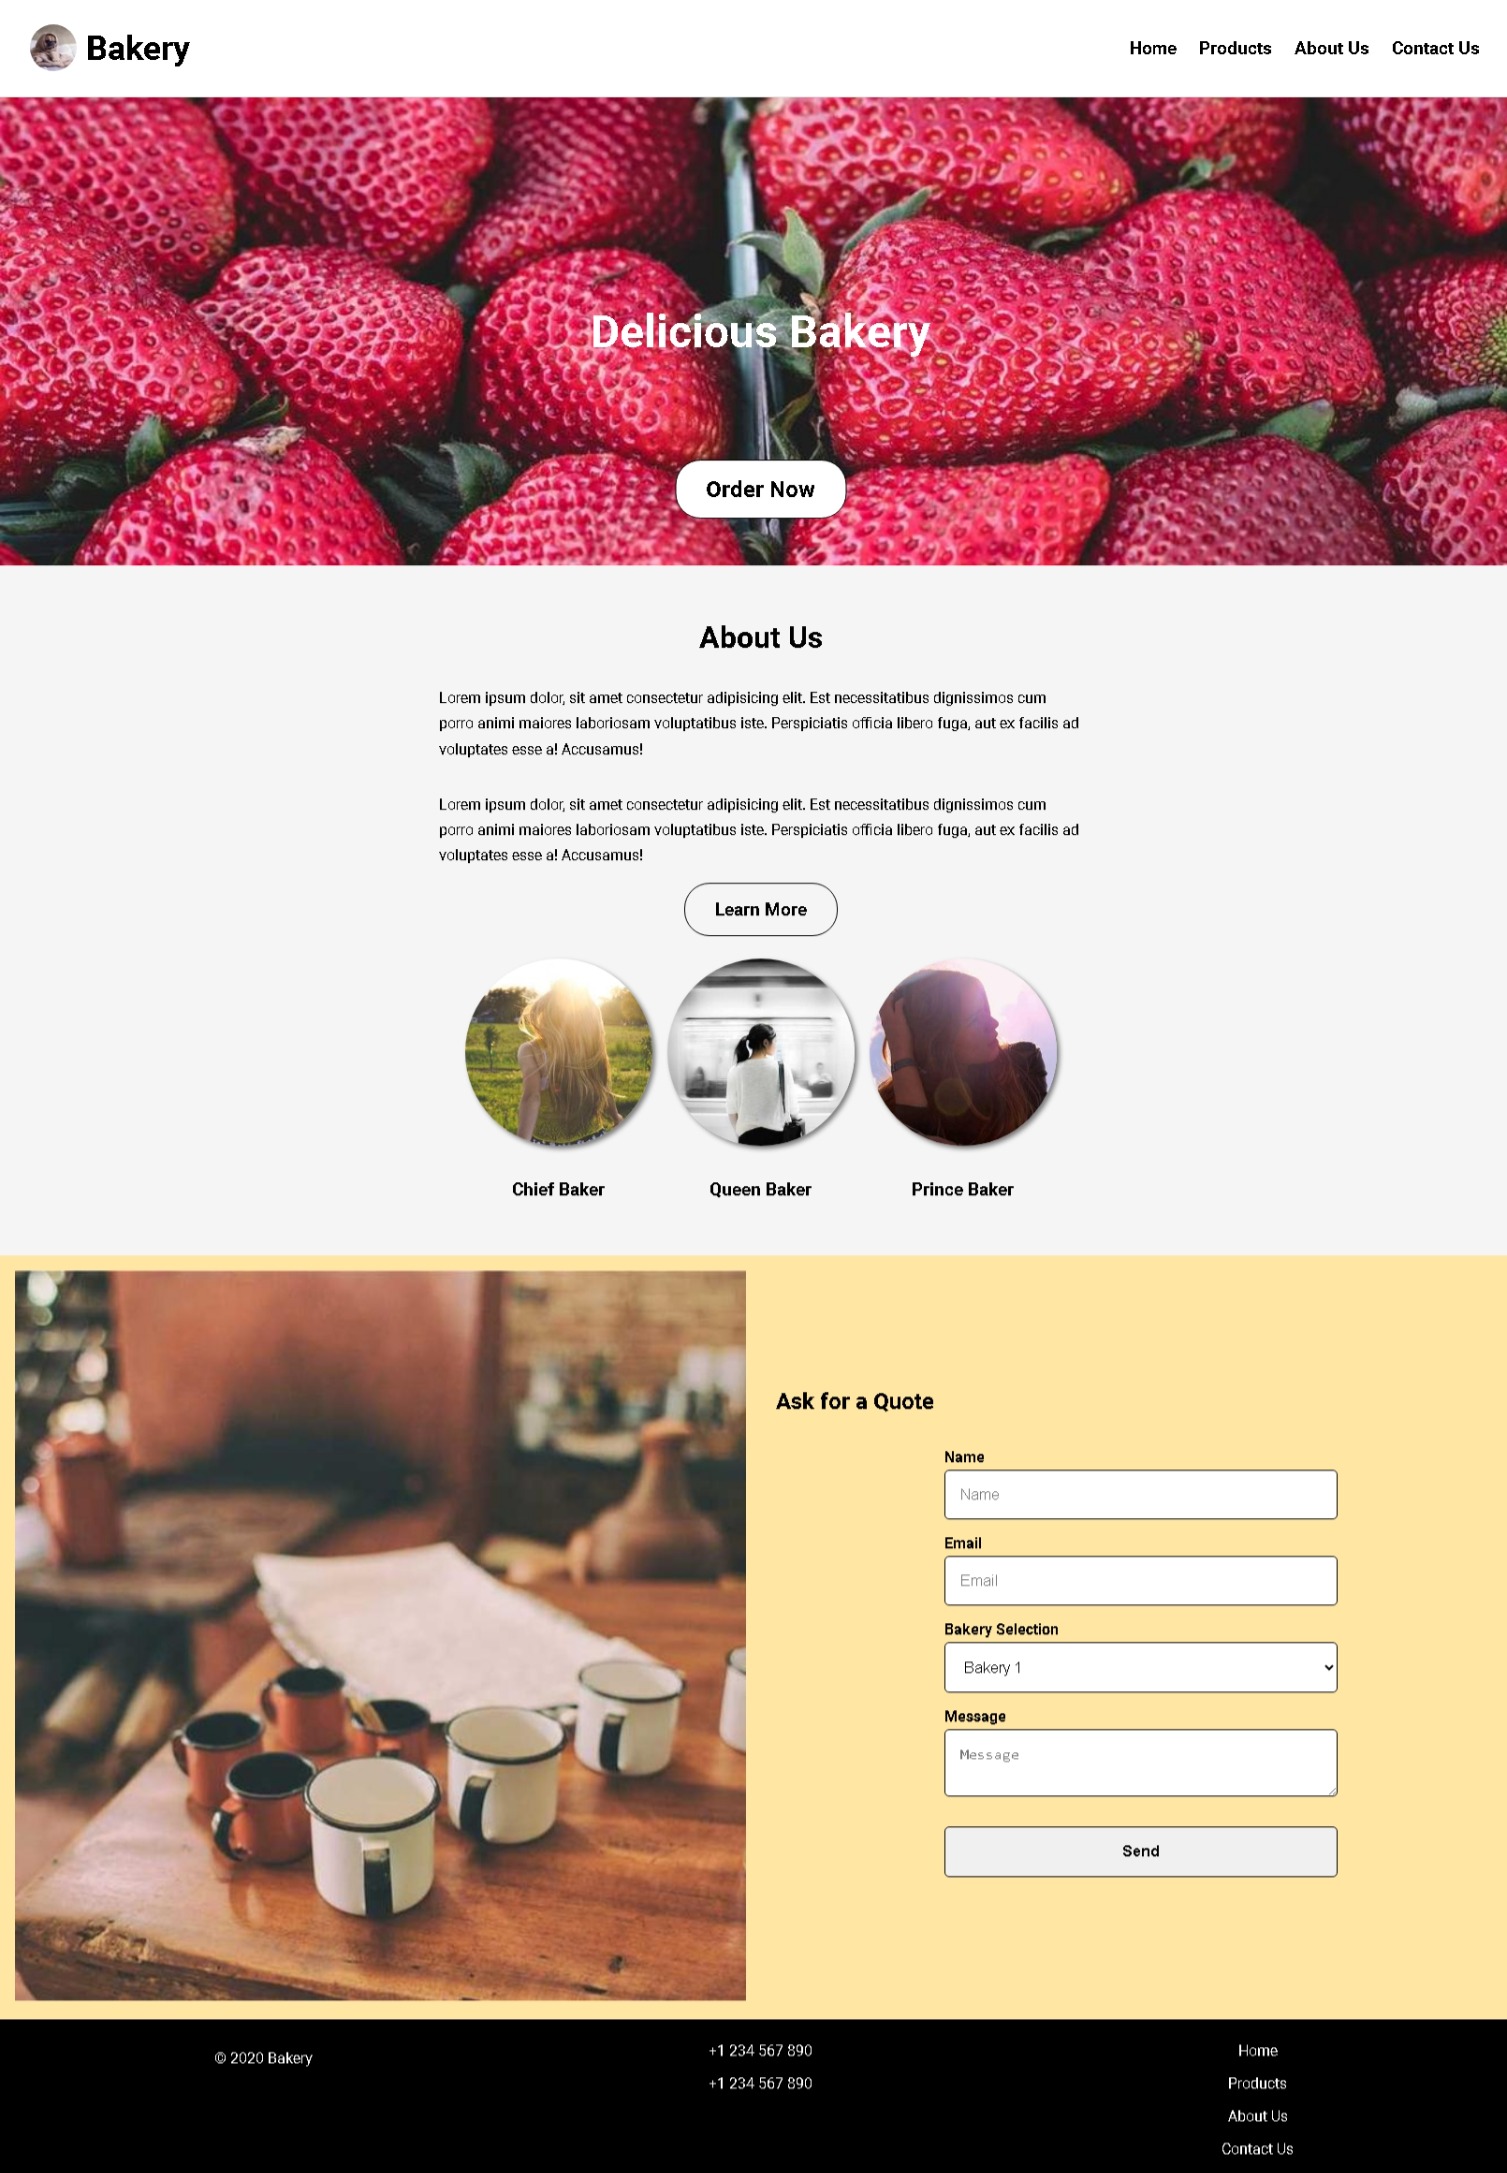 Bakery
Home Products About Us Contact Us
Delicious Bakery
Order Now
About Us
Lorem ipsum dolor, sit amet consectetur adipisicing elit. Est necessitatibus dignissimos cum
porro animi maiores laboriosam voluptatibus iste. Perspiciatis officia libero fuga, aut ex facilis ad
voluptates esse a! Accusamus!
Lorem ipsum dolor, sit amet consectetur adipisicing elit. Est necessitatibus dignissimos cum
porro animi maiores laboriosam voluptatibus iste. Perspiciatis officia libero fuga, aut ex facilis ad
voluptates esse a! Accusamus!
Learn More
Chief Baker
Queen Baker
Prince Baker
Ask for a Quote
Name
Name
Email
Email
Bakery Selection
Bakery 1
Message
Message
Send
© 2020 Bakery
+1 234 567 890
+1 234 567 890
Home
Products
About Us
Contact Us